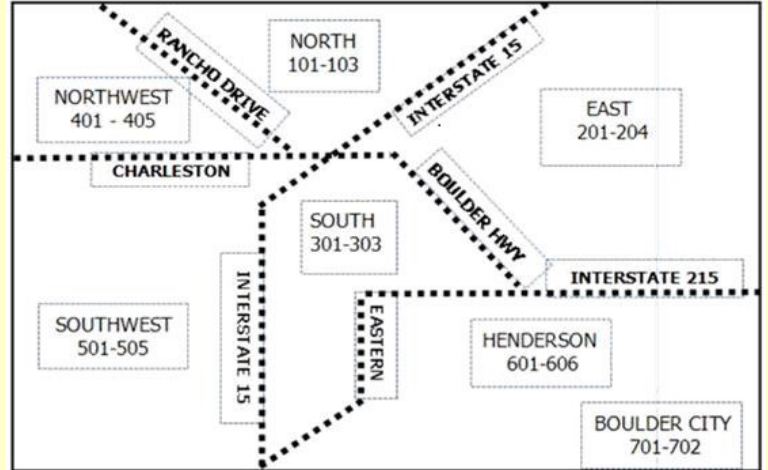 RANCHO DRIVE
NORTH
101-103
INTERSTATE 15
NORTHWEST
401 - 405
EAST
201-204
CHARLESTON
BOULDER HWY
SOUTH
301-303
INTERSTATE 15
INTERSTATE 215
EASTERN
SOUTHWEST
501-505
HENDERSON
601-606
BOULDER CITY
701-702